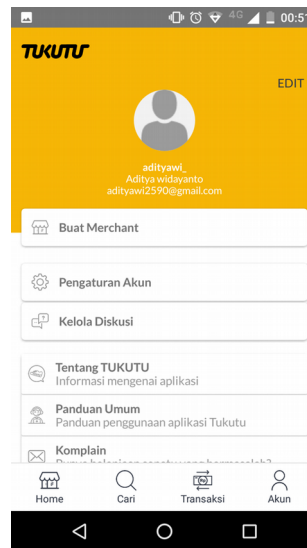 4G 00:51
TUKUTU
EDIT
adityawi_
Aditya widayanto
adityawi2590@gmail.com
Buat Merchant
Pengaturan Akun
Kelola Diskusi
Tentang TUKUTU
Informasi mengenai aplikasi
Panduan Umum
Panduan penggunaan aplikasi Tukutu
Komplain
Home Cari Transaksi Akun